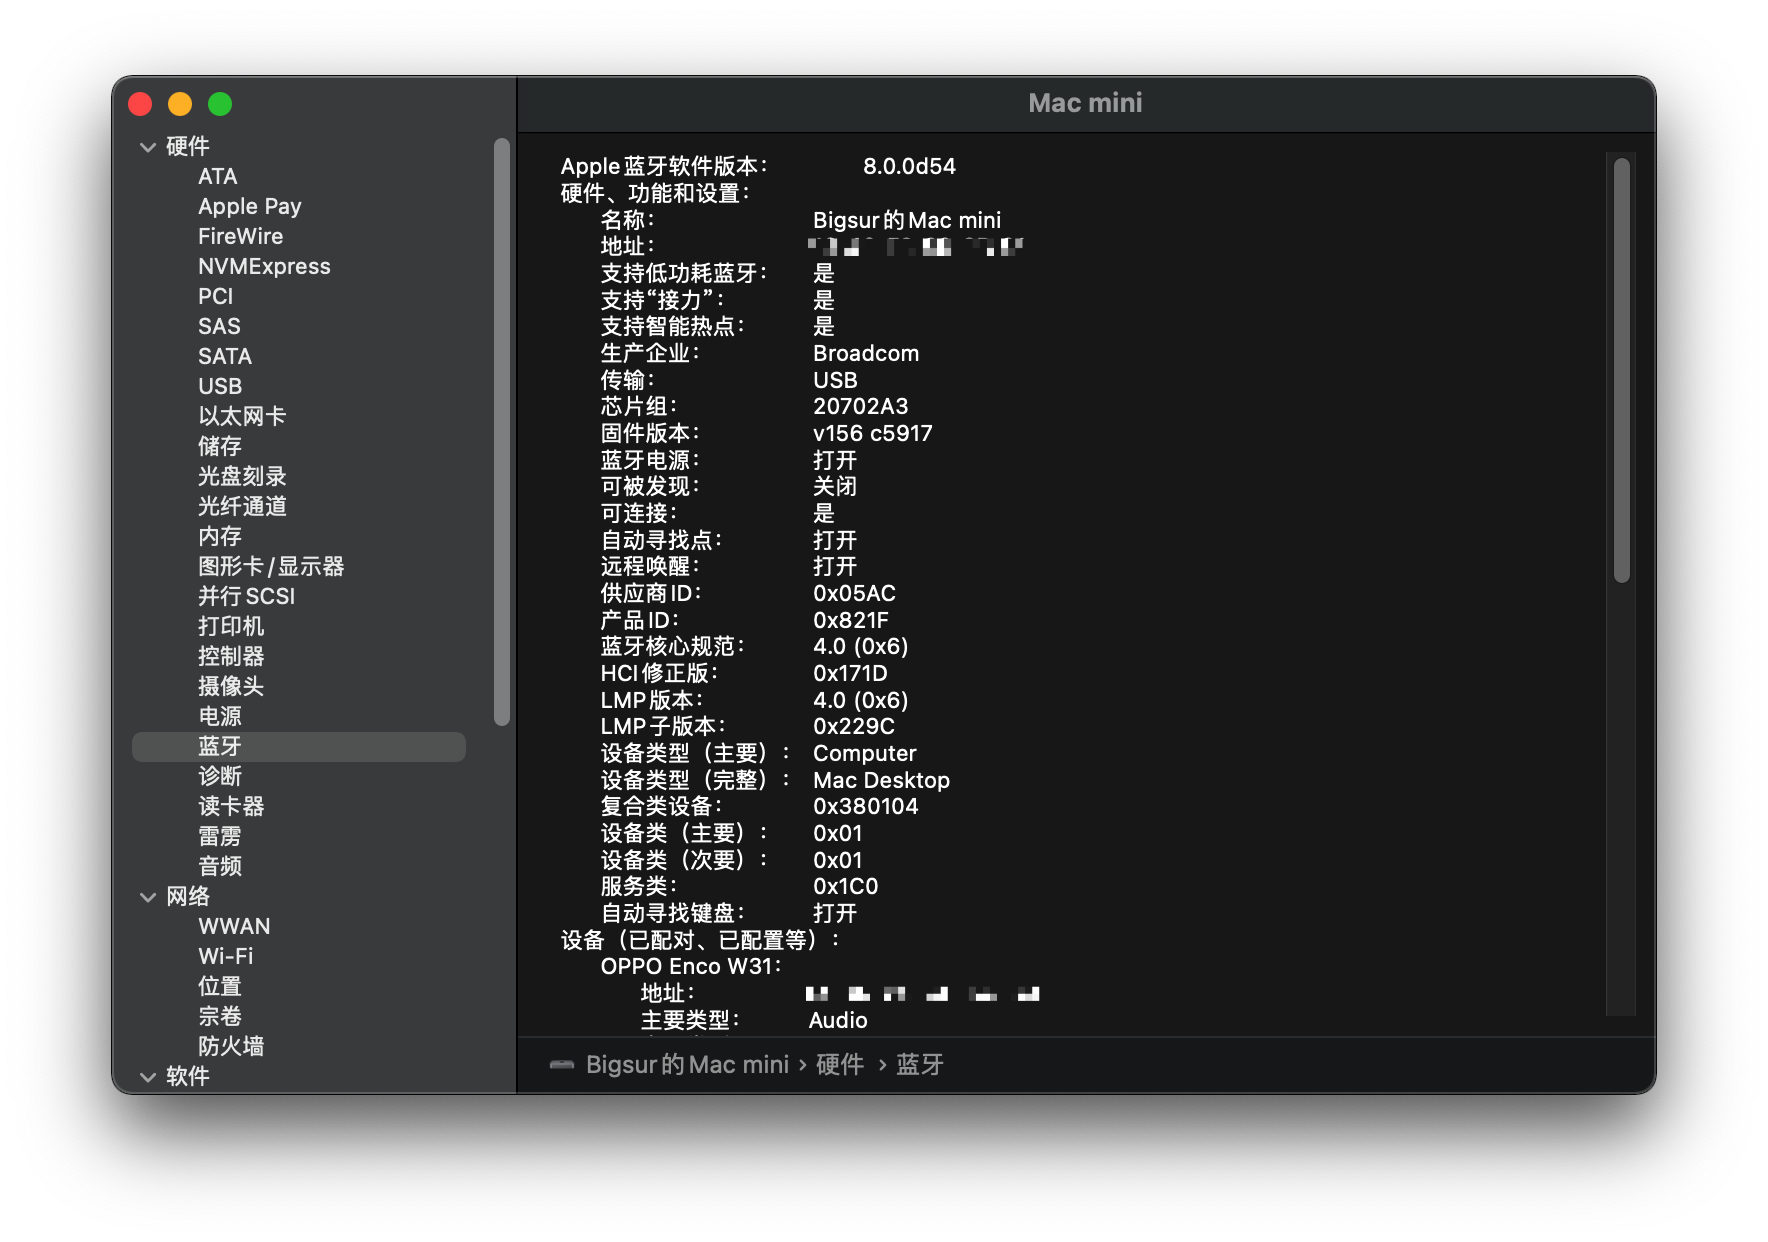 Mac mini
硬件
ATA
Apple Pay
FireWire
NVMExpress
PCI
SAS
SATA
USB
以太网卡
储存
光盘刻录
光纤通道
内存
图形卡/显示器
并行SCSI
打印机
控制器
摄像头
电源
蓝牙
诊断
读卡器
雷雳
音频
网络
WWAN
Wi-Fi
位置
宗卷
防火墙
软件
Apple蓝牙软件版本： 8.0.0d54
硬件、功能和设置：
名称： Bigsur的Mac mini
地址：
支持低功耗蓝牙： 是
支持“接力”： 是
支持智能热点： 是
生产企业： Broadcom
传输： USB
芯片组： 20702A3
固件版本： v156 c5917
蓝牙电源： 打开
可被发现： 关闭
可连接： 是
自动寻找点： 打开
远程唤醒： 打开
供应商ID： 0x05AC
产品ID： 0x821F
蓝牙核心规范： 4.0 (0x6)
HCI修正版： 0x171D
LMP版本： 4.0 (0x6)
LMP子版本： 0x229C
设备类型（主要）： Computer
设备类型（完整）： Mac Desktop
复合类设备： 0x380104
设备类（主要）： 0x01
设备类（次要）： 0x01
服务类： 0x1C0
自动寻找键盘： 打开
设备（已配对、已配置等）：
OPPO Enco W31：
地址：
主要类型： Audio
Bigsur的Mac mini › 硬件 › 蓝牙